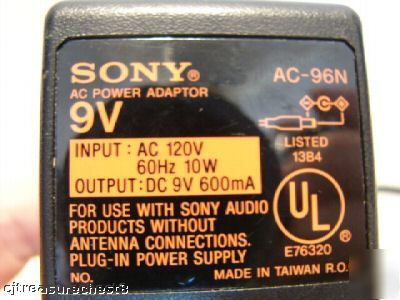 SONY®
AC-96N
AC POWER ADAPTOR
9V
INPUT : AC 120V
60Hz 10W
OUTPUT: DC 9V 600mA
LISTED
13B4
UL
®
E76320
FOR USE WITH SONY AUDIO
PRODUCTS WITHOUT
ANTENNA CONNECTIONS.
PLUG-IN POWER SUPPLY
NO.
MADE IN TAIWAN R.O.
cjtreasurechest8